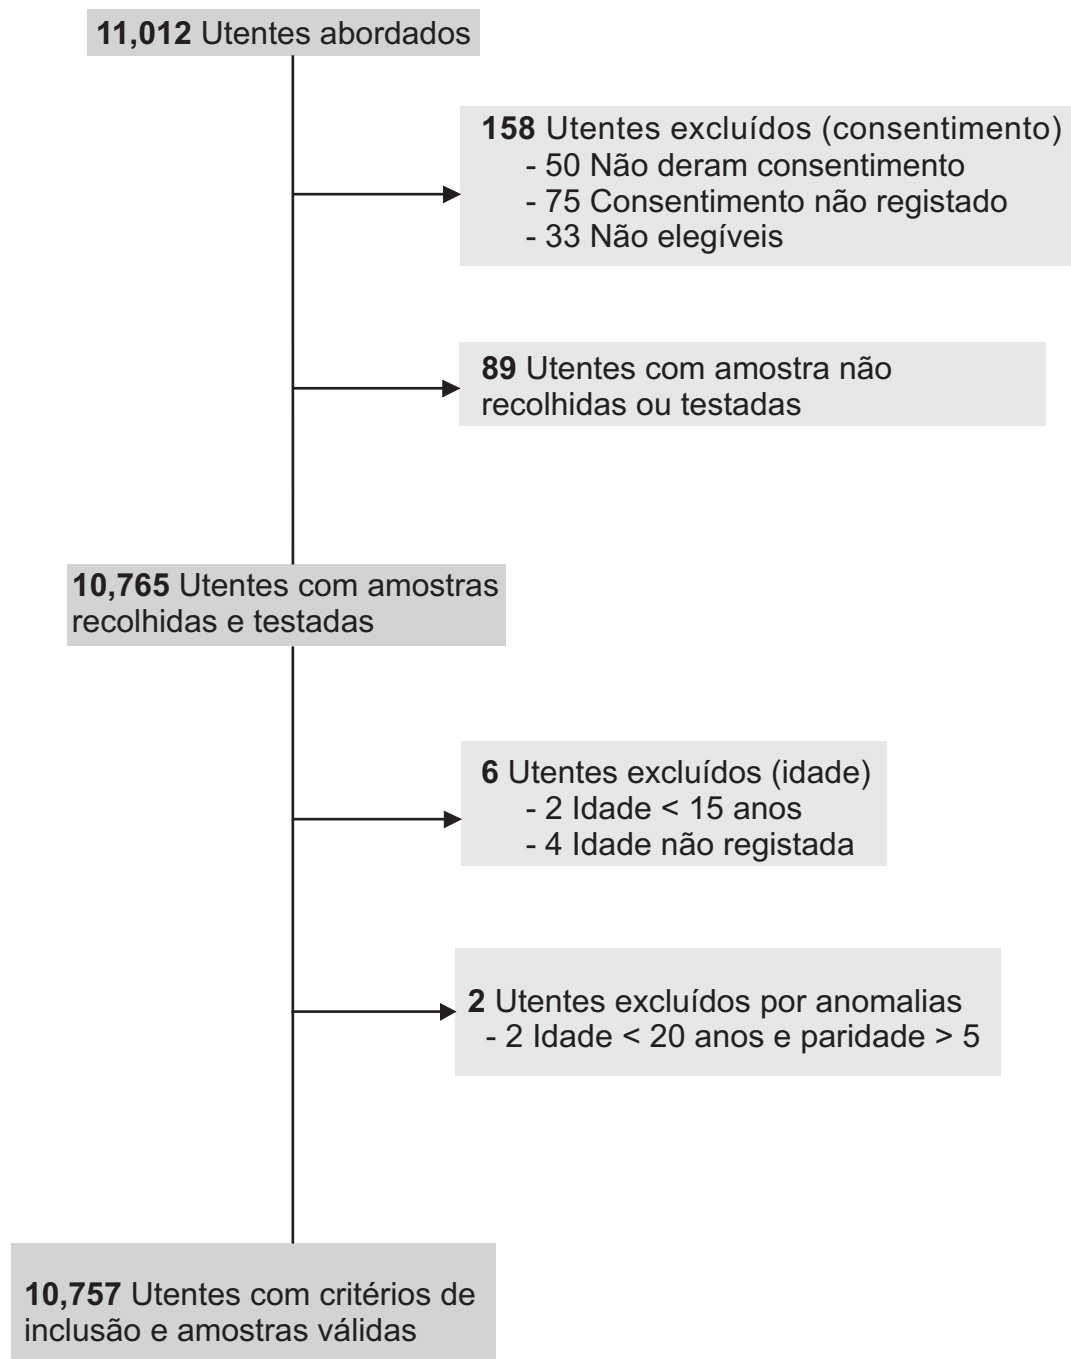 11,012 Utentes abordados
158 Utentes excluídos (consentimento)
- 50 Não deram consentimento
- 75 Consentimento não registado
- 33 Não elegíveis
89 Utentes com amostra não
recolhidas ou testadas
10,765 Utentes com amostras
recolhidas e testadas
6 Utentes excluídos (idade)
- 2 Idade < 15 anos
- 4 Idade não registada
2 Utentes excluídos por anomalias
- 2 Idade < 20 anos e paridade > 5
10,757 Utentes com critérios de
inclusão e amostras válidas